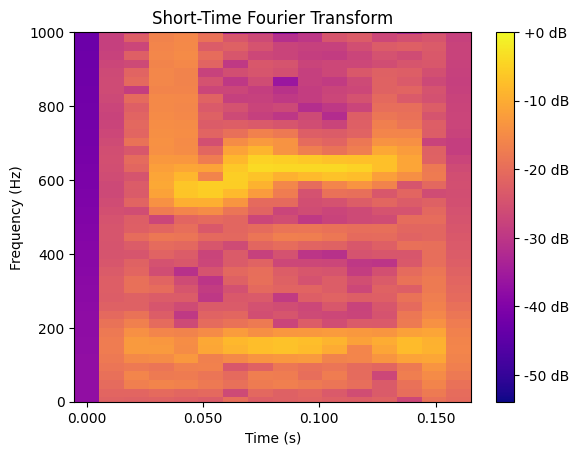 Short-Time Fourier Transform
1000
800
600
400
200
0
Frequency (Hz)
0.000
0.050
0.100
0.150
Time (s)
+0 dB
-10 dB
-20 dB
-30 dB
-40 dB
-50 dB